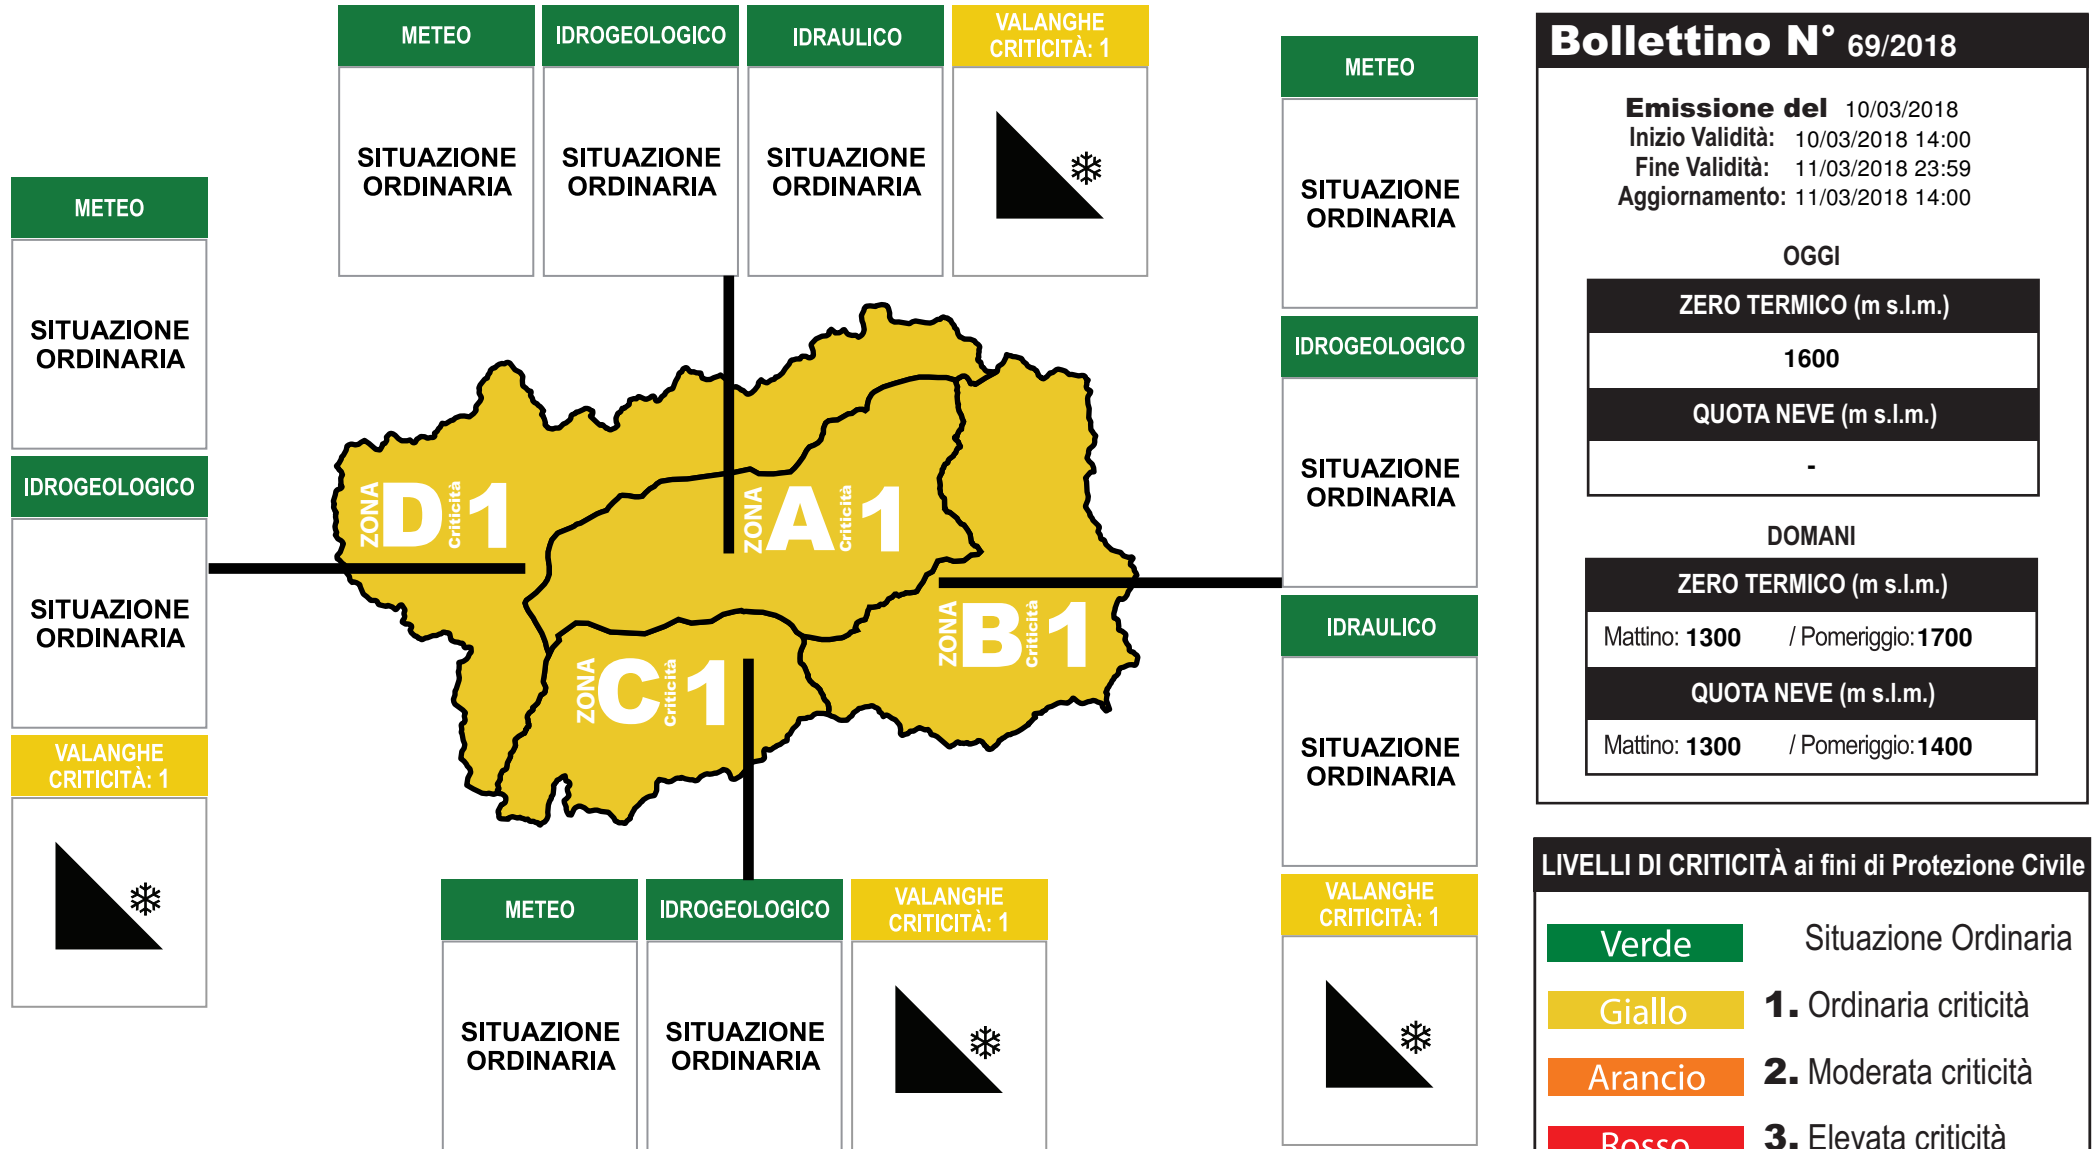 METEO
SITUAZIONE
ORDINARIA
IDROGEOLOGICO
SITUAZIONE
ORDINARIA
IDRAULICO
SITUAZIONE
ORDINARIA
VALANGHE
CRITICITÀ: 1
METEO
SITUAZIONE
ORDINARIA
IDROGEOLOGICO
SITUAZIONE
ORDINARIA
VALANGHE
CRITICITÀ: 1
ZONA D Criticità 1
ZONA A Criticità 1
ZONA B Criticità 1
ZONA C Criticità 1
METEO
SITUAZIONE
ORDINARIA
IDROGEOLOGICO
SITUAZIONE
ORDINARIA
VALANGHE
CRITICITÀ: 1
METEO
SITUAZIONE
ORDINARIA
IDROGEOLOGICO
SITUAZIONE
ORDINARIA
IDRAULICO
SITUAZIONE
ORDINARIA
VALANGHE
CRITICITÀ: 1
Bollettino N° 69/2018
Emissione del 10/03/2018
Inizio Validità: 10/03/2018 14:00
Fine Validità: 11/03/2018 23:59
Aggiornamento: 11/03/2018 14:00
OGGI
ZERO TERMICO (m s.l.m.)
1600
QUOTA NEVE (m s.l.m.)
-
DOMANI
ZERO TERMICO (m s.l.m.)
Mattino: 1300 / Pomeriggio: 1700
QUOTA NEVE (m s.l.m.)
Mattino: 1300 / Pomeriggio: 1400
LIVELLI DI CRITICITÀ ai fini di Protezione Civile
Verde Situazione Ordinaria
Giallo 1. Ordinaria criticità
Arancio 2. Moderata criticità
Rosso 3. Elevata criticità